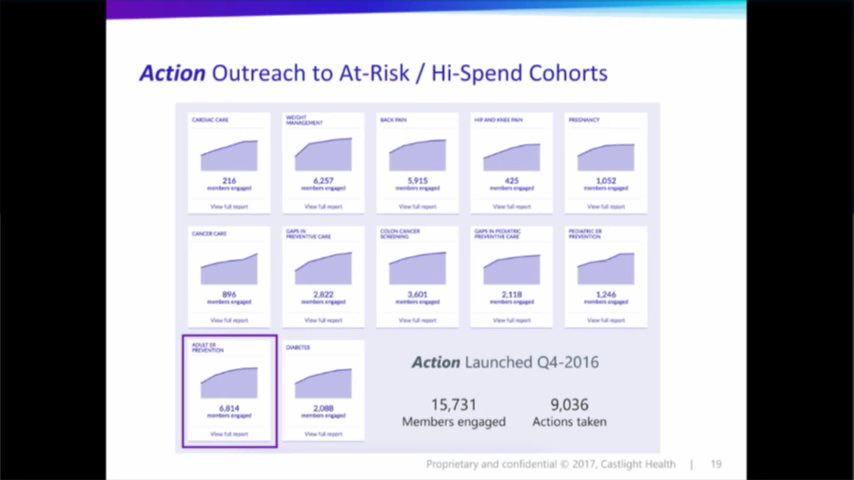 Action Outreach to At-Risk / Hi-Spend Cohorts
CARDIAC CARE
216
members engaged
View full report
WEIGHT
MANAGEMENT
6,257
members engaged
View full report
BACK PAIN
5,915
members engaged
View full report
HIP AND KNEE PAIN
425
members engaged
View full report
PREGNANCY
1,052
members engaged
View full report
CANCER CARE
896
members engaged
View full report
GAPS IN
PREVENTIVE CARE
2,822
members engaged
View full report
COLON CANCER
SCREENING
3,601
members engaged
View full report
GAPS IN PEDIATRIC
PREVENTIVE CARE
2,118
members engaged
View full report
PEDIATRIC ER
PREVENTION
1,246
members engaged
View full report
ADULT ER
PREVENTION
6,814
members engaged
View full report
DIABETES
2,088
members engaged
View full report
Action Launched Q4-2016
15,731
Members engaged
9,036
Actions taken
Proprietary and confidential © 2017, Castlight Health | 19